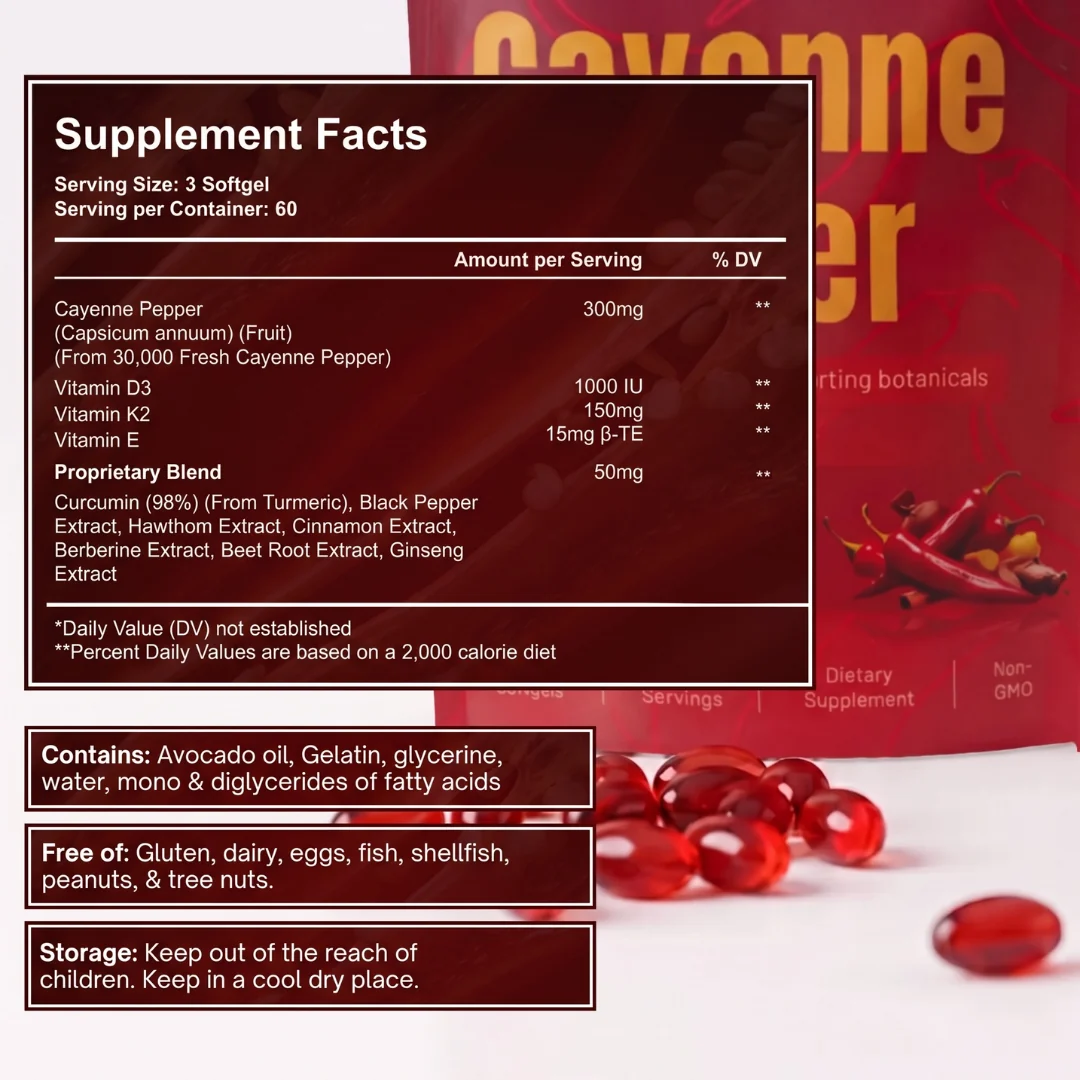 Cayenne
er
Supplement Facts
Serving Size: 3 Softgel
Serving per Container: 60
Amount per Serving % DV
Cayenne Pepper 300mg **
(Capsicum annuum) (Fruit)
(From 30,000 Fresh Cayenne Pepper)
Vitamin D3 1000 IU **
Vitamin K2 150mg **
Vitamin E 15mg β-TE **
Proprietary Blend 50mg **
Curcumin (98%) (From Turmeric), Black Pepper
Extract, Hawthom Extract, Cinnamon Extract,
Berberine Extract, Beet Root Extract, Ginseng
Extract
*Daily Value (DV) not established
**Percent Daily Values are based on a 2,000 calorie diet
rting botanicals
Softgels
Servings
Dietary
Supplement
Non-
GMO
Contains: Avocado oil, Gelatin, glycerine,
water, mono & diglycerides of fatty acids
Free of: Gluten, dairy, eggs, fish, shellfish,
peanuts, & tree nuts.
Storage: Keep out of the reach of
children. Keep in a cool dry place.